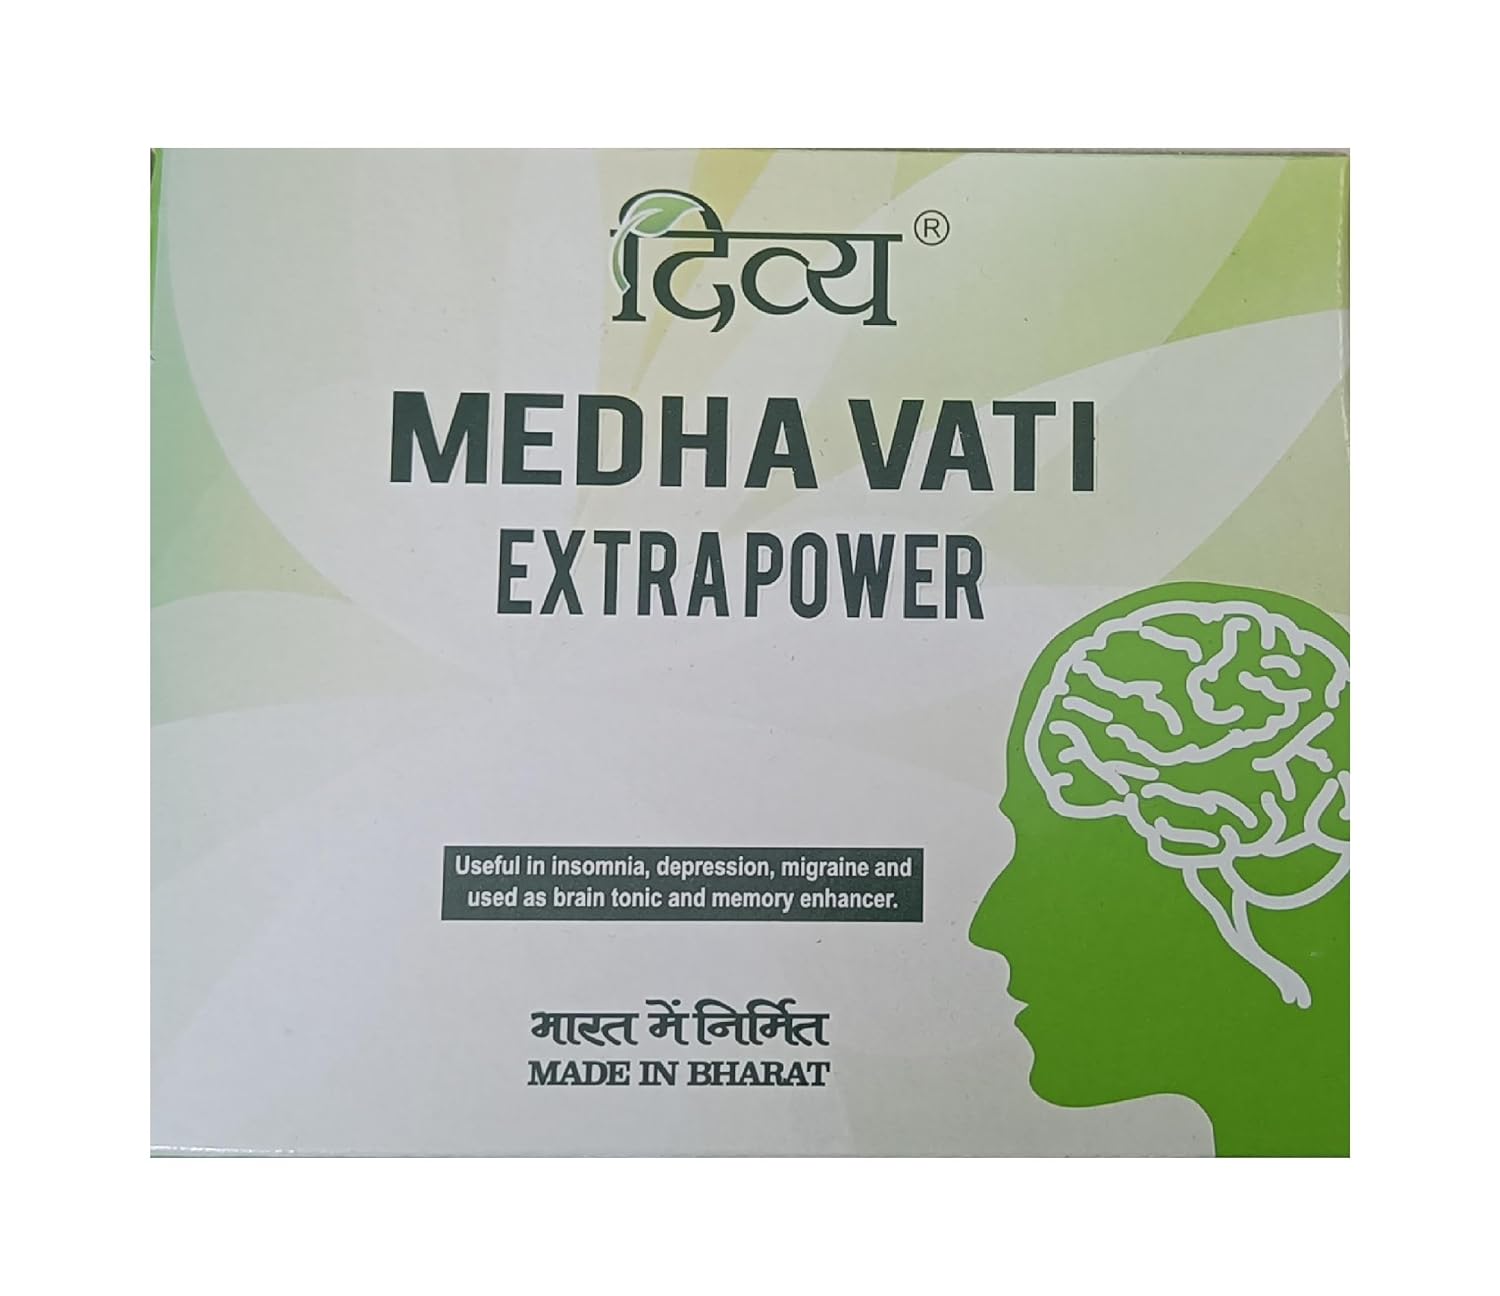 दिव्य®
MEDHA VATI
EXTRAPOWER
Useful in insomnia, depression, migraine and
used as brain tonic and memory enhancer.
भारत में निर्मित
MADE IN BHARAT